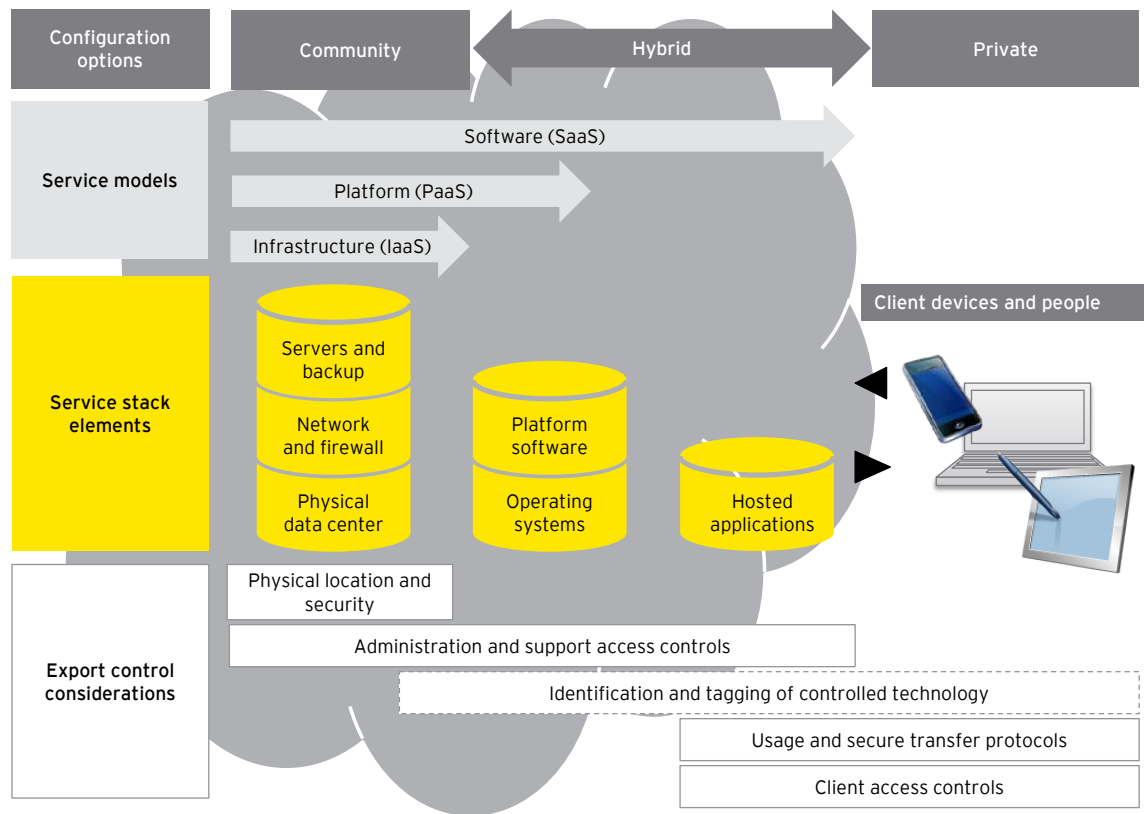 Configuration
options
Community
Hybrid
Private
Service models
Software (SaaS)
Platform (PaaS)
Infrastructure (IaaS)
Client devices and people
Service stack
elements
Servers and
backup
Network
and firewall
Physical
data center
Platform
software
Operating
systems
Hosted
applications
Export control
considerations
Physical location and
security
Administration and support access controls
Identification and tagging of controlled technology
Usage and secure transfer protocols
Client access controls